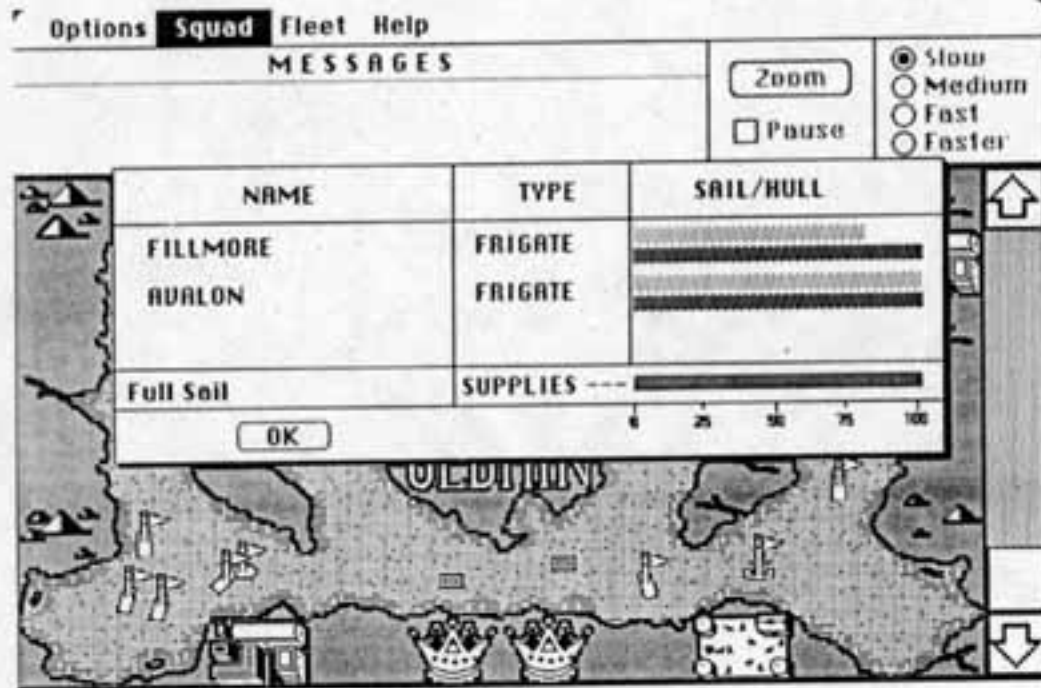 Options Squad Fleet Help
MESSAGES
Zoom
Pause
Slow
Medium
Fast
Faster
NAME TYPE SAIL/HULL
FILLMORE FRIGATE
AVALON FRIGATE
Full Sail SUPPLIES ---
0 25 50 75 100
OK